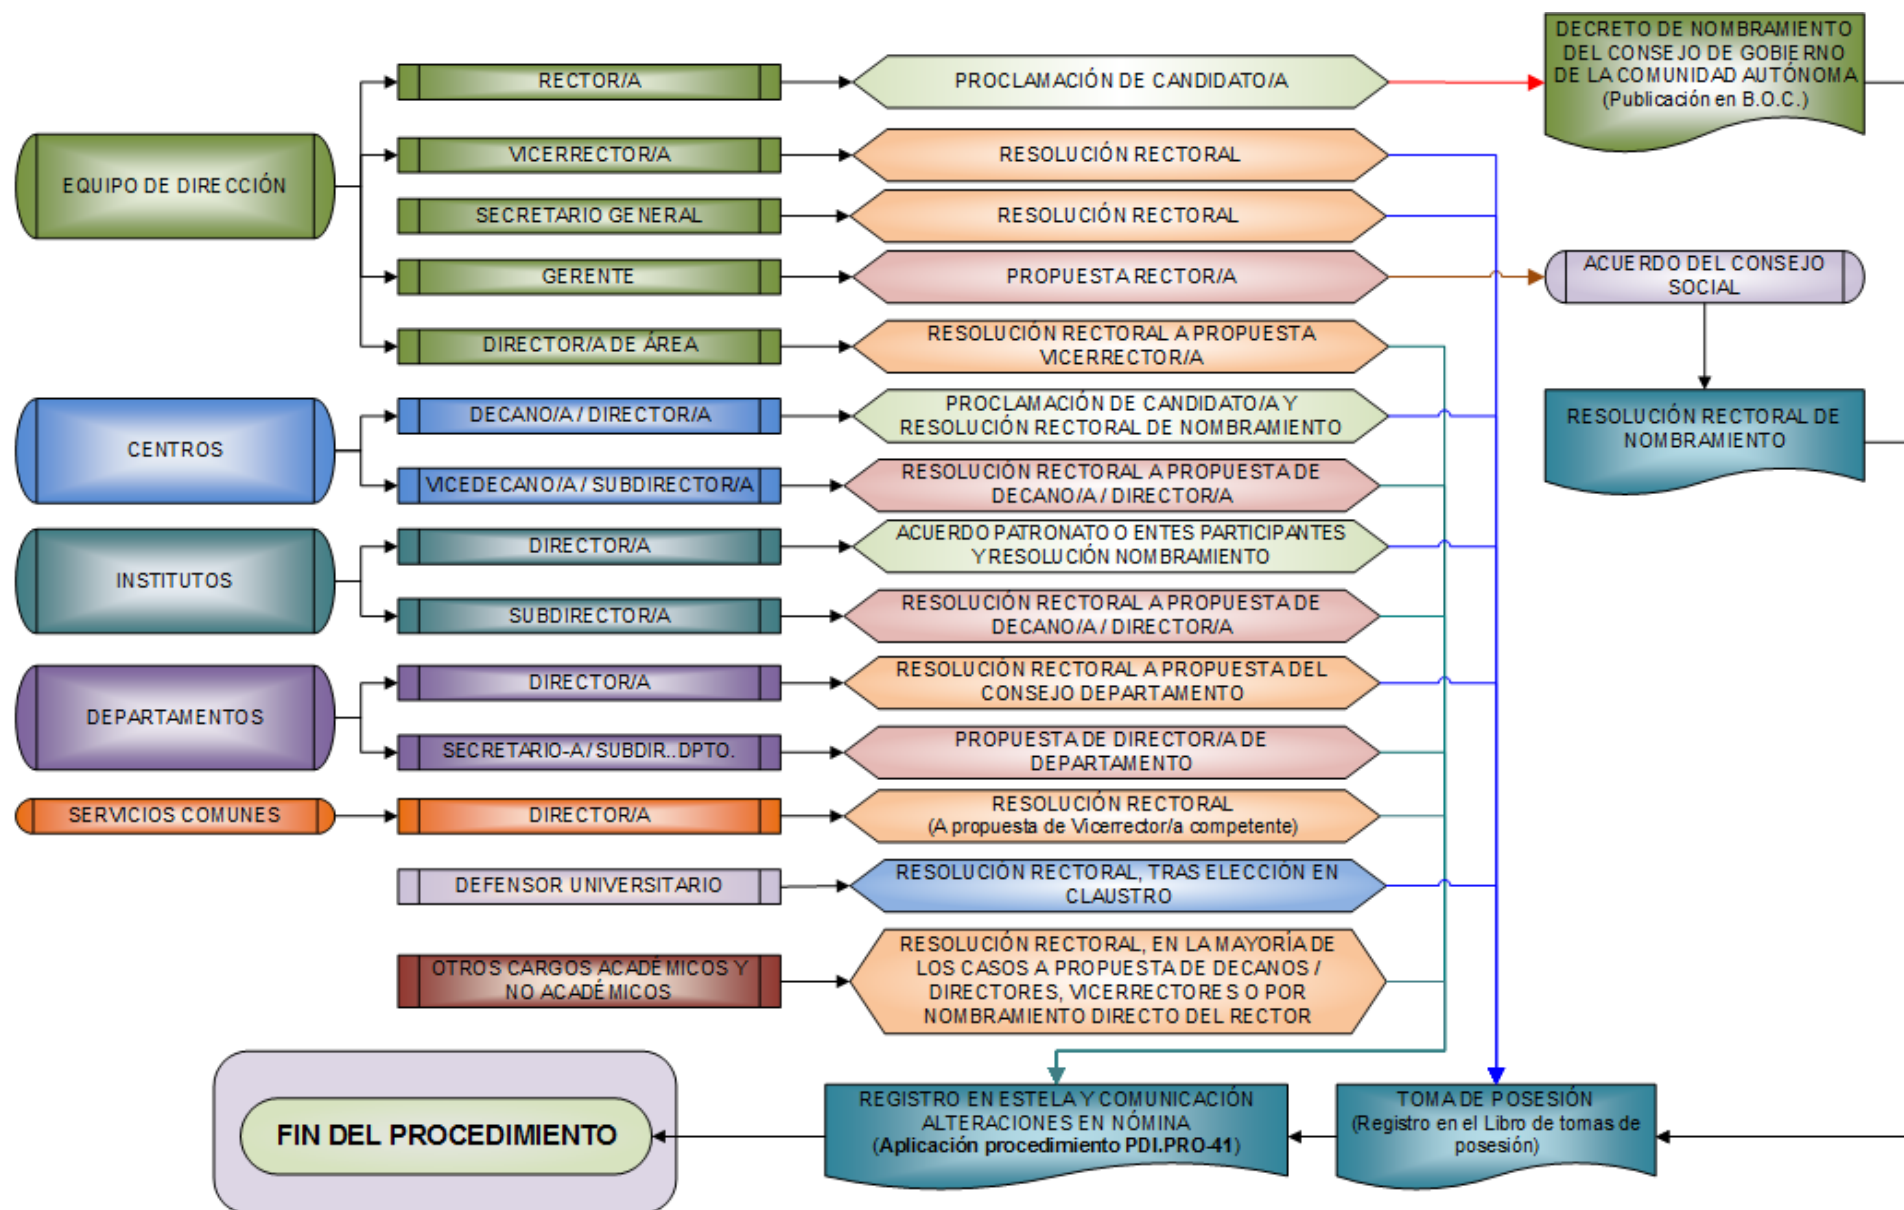 RECTOR/A
PROCLAMACIÓN DE CANDIDATO/A
DECRETO DE NOMBRAMIENTO
DEL CONSEJO DE GOBIERNO
DE LA COMUNIDAD AUTÓNOMA
(Publicación en B.O.C.)
EQUIPO DE DIRECCIÓN
VICERRECTOR/A
RESOLUCIÓN RECTORAL
SECRETARIO GENERAL
RESOLUCIÓN RECTORAL
GERENTE
PROPUESTA RECTOR/A
ACUERDO DEL CONSEJO
SOCIAL
DIRECTOR/A DE ÁREA
RESOLUCIÓN RECTORAL A PROPUESTA
VICERRECTOR/A
CENTROS
DECANO/A / DIRECTOR/A
PROCLAMACIÓN DE CANDIDATO/A Y
RESOLUCIÓN RECTORAL DE NOMBRAMIENTO
RESOLUCIÓN RECTORAL DE
NOMBRAMIENTO
VICEDECANO/A / SUBDIRECTOR/A
RESOLUCIÓN RECTORAL A PROPUESTA DE
DECANO/A / DIRECTOR/A
INSTITUTOS
DIRECTOR/A
ACUERDO PATRONATO O ENTES PARTICIPANTES
Y RESOLUCIÓN NOMBRAMIENTO
SUBDIRECTOR/A
RESOLUCIÓN RECTORAL A PROPUESTA DE
DECANO/A / DIRECTOR/A
DEPARTAMENTOS
DIRECTOR/A
RESOLUCIÓN RECTORAL A PROPUESTA DEL
CONSEJO DEPARTAMENTO
SECRETARIO-A / SUBDIR..DPTO.
PROPUESTA DE DIRECTOR/A DE
DEPARTAMENTO
SERVICIOS COMUNES
DIRECTOR/A
RESOLUCIÓN RECTORAL
(A propuesta de Vicerrector/a competente)
DEFENSOR UNIVERSITARIO
RESOLUCIÓN RECTORAL, TRAS ELECCIÓN EN
CLAUSTRO
OTROS CARGOS ACADÉMICOS Y
NO ACADÉMICOS
RESOLUCIÓN RECTORAL, EN LA MAYORÍA DE
LOS CASOS A PROPUESTA DE DECANOS /
DIRECTORES, VICERRECTORES O POR
NOMBRAMIENTO DIRECTO DEL RECTOR
FIN DEL PROCEDIMIENTO
REGISTRO EN ESTELA Y COMUNICACIÓN
ALTERACIONES EN NÓMINA
(Aplicación procedimiento PDI.PRO-41)
TOMA DE POSESIÓN
(Registro en el Libro de tomas de
posesión)